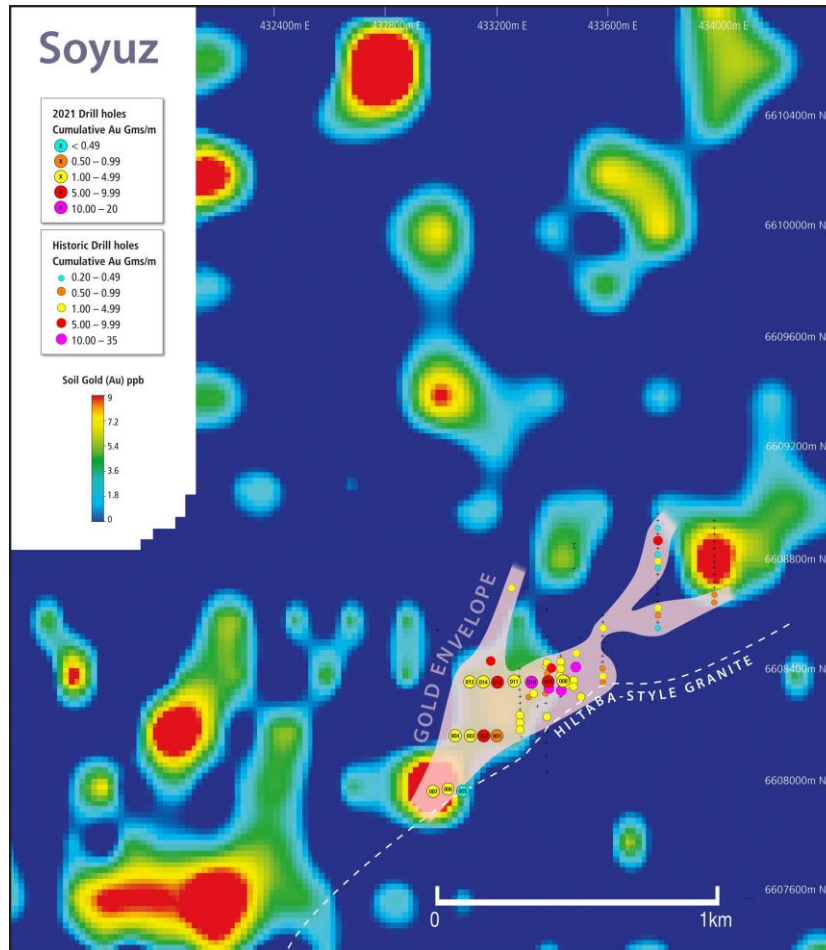 432400m E
432800m E
433200m E
433600m E
434000m E
Soyuz
2021 Drill holes
Cumulative Au Gms/m
X < 0.49
X 0.50 – 0.99
X 1.00 – 4.99
X 5.00 – 9.99
X 10.00 – 20
Historic Drill holes
Cumulative Au Gms/m
0.20 – 0.49
0.50 – 0.99
1.00 – 4.99
5.00 – 9.99
10.00 – 35
Soil Gold (Au) ppb
9
7.2
5.4
3.6
1.8
0
6610400m N
6610000m N
6609600m N
6609200m N
6608800m N
6608400m N
6608000m N
6607600m N
GOLD ENVELOPE
HILTABA-STYLE GRANITE
013
014
011
008
004
003
001
007
006
005
0
1km